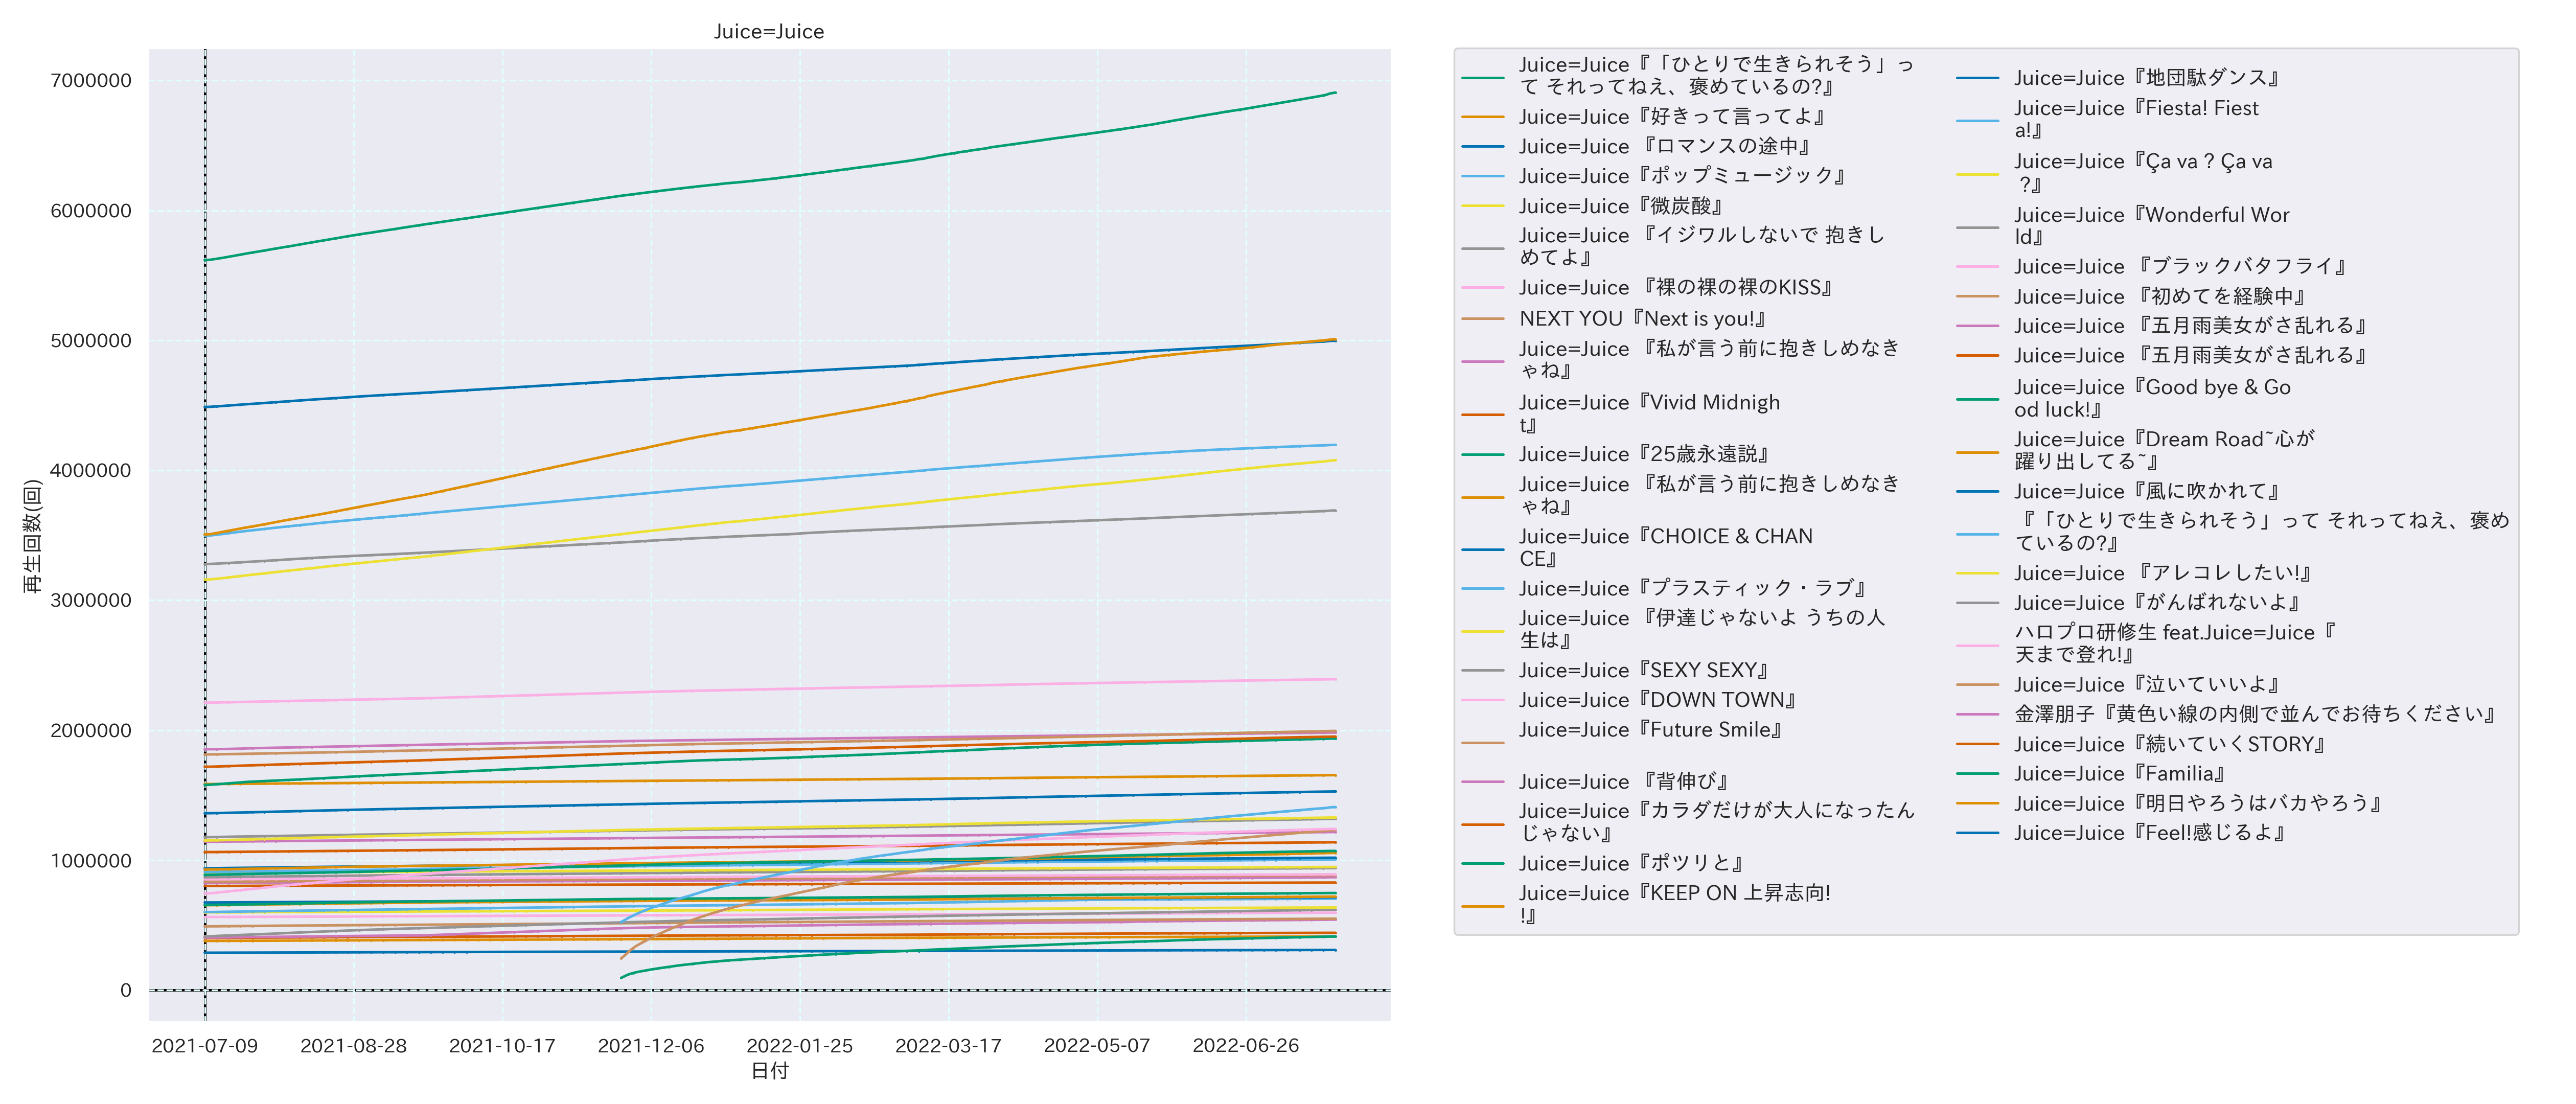 Juice=Juice
7000000
6000000
5000000
4000000
3000000
2000000
1000000
0
再生回数(回)
2021-07-09
2021-08-28
2021-10-17
2021-12-06
2022-01-25
2022-03-17
2022-05-07
2022-06-26
日付
Juice=Juice『「ひとりで生きられそう」っ
て それってねえ、褒めているの?』
Juice=Juice『好きって言ってよ』
Juice=Juice 『ロマンスの途中』
Juice=Juice『ポップミュージック』
Juice=Juice『微炭酸』
Juice=Juice 『イジワルしないで 抱きし
めてよ』
Juice=Juice 『裸の裸の裸のKISS』
NEXT YOU『Next is you!』
Juice=Juice 『私が言う前に抱きしめなき
ゃね』
Juice=Juice『Vivid Midnigh
t』
Juice=Juice『25歳永遠説』
Juice=Juice 『私が言う前に抱きしめなき
ゃね』
Juice=Juice『CHOICE & CHAN
CE』
Juice=Juice『プラスティック・ラブ』
Juice=Juice 『伊達じゃないよ うちの人
生は』
Juice=Juice『SEXY SEXY』
Juice=Juice『DOWN TOWN』
Juice=Juice『Future Smile』
Juice=Juice 『背伸び』
Juice=Juice『カラダだけが大人になったん
じゃない』
Juice=Juice『ポツリと』
Juice=Juice『KEEP ON 上昇志向!
!』
Juice=Juice『地団駄ダンス』
Juice=Juice『Fiesta! Fiest
a!』
Juice=Juice『Ça va ? Ça va
?』
Juice=Juice『Wonderful Wor
ld』
Juice=Juice 『ブラックバタフライ』
Juice=Juice 『初めてを経験中』
Juice=Juice 『五月雨美女がさ乱れる』
Juice=Juice 『五月雨美女がさ乱れる』
Juice=Juice『Good bye & Go
od luck!』
Juice=Juice『Dream Road~心が
躍り出してる~』
Juice=Juice『風に吹かれて』
『「ひとりで生きられそう」って それってねえ、褒め
ているの?』
Juice=Juice 『アレコレしたい!』
Juice=Juice『がんばれないよ』
ハロプロ研修生 feat.Juice=Juice『
天まで登れ!』
Juice=Juice『泣いていいよ』
金澤朋子『黄色い線の内側で並んでお待ちください』
Juice=Juice『続いていくSTORY』
Juice=Juice『Familia』
Juice=Juice『明日やろうはバカやろう』
Juice=Juice『Feel!感じるよ』